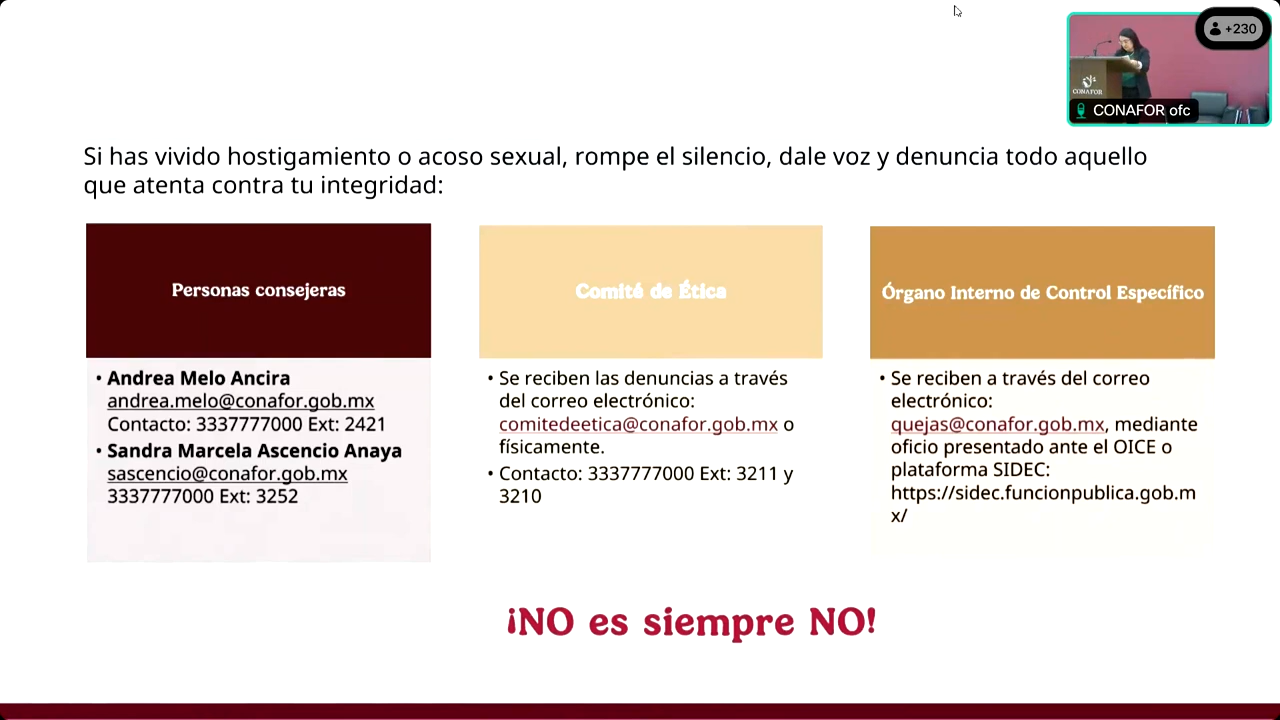 +230
CONAFOR
CONAFOR ofc
Si has vivido hostigamiento o acoso sexual, rompe el silencio, dale voz y denuncia todo aquello
que atenta contra tu integridad:
Personas consejeras
• Andrea Melo Ancira
andrea.melo@conafor.gob.mx
Contacto: 3337777000 Ext: 2421
• Sandra Marcela Ascencio Anaya
sascencio@conafor.gob.mx
3337777000 Ext: 3252
Comité de Ética
• Se reciben las denuncias a través
del correo electrónico:
comitedeetica@conafor.gob.mx o
físicamente.
• Contacto: 3337777000 Ext: 3211 y
3210
Órgano Interno de Control Específico
• Se reciben a través del correo
electrónico:
quejas@conafor.gob.mx, mediante
oficio presentado ante el OICE o
plataforma SIDEC:
https://sidec.funcionpublica.gob.m
x/
¡NO es siempre NO!